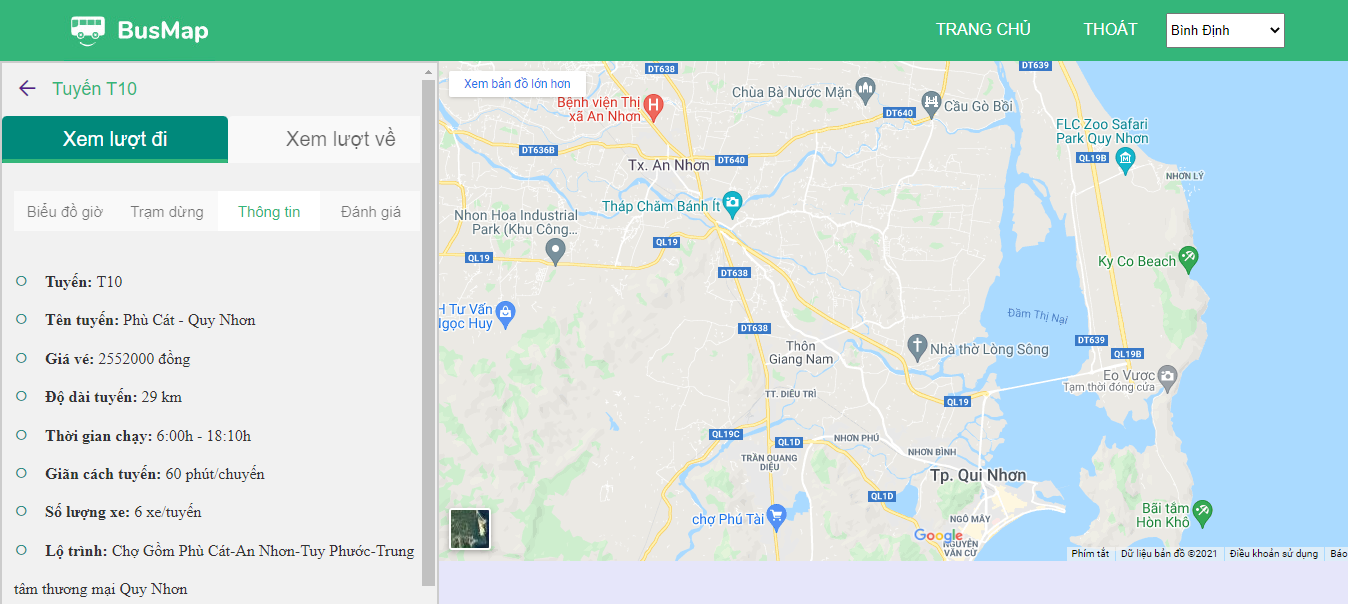 BusMap
TRANG CHỦ
THOÁT
Bình Định
Tuyến T10
Xem lượt đi
Xem lượt về
Biểu đồ giờ
Trạm dừng
Thông tin
Đánh giá
Tuyến: T10
Tên tuyến: Phù Cát - Quy Nhơn
Giá vé: 2552000 đồng
Độ dài tuyến: 29 km
Thời gian chạy: 6:00h - 18:10h
Giãn cách tuyến: 60 phút/chuyến
Số lượng xe: 6 xe/tuyến
Lộ trình: Chợ Gồm Phù Cát-An Nhơn-Tuy Phước-Trung
tâm thương mại Quy Nhơn
Xem bản đồ lớn hơn
DT638
DT639
Bệnh viện Thị
xã An Nhơn
H
Chùa Bà Nước Mặn
DT640
Cầu Gò Bồi
FLC Zoo Safari
Park Quy Nhơn
QL19B
NHƠN LÝ
DT636B
Tx. An Nhơn
DT640
Tháp Chăm Bánh Ít
Nhon Hoa Industrial
Park (Khu Công...
QL19
QL19
DT638
Ky Co Beach
H Tư Vấn
Ngọc Huy
DT638
Đầm Thị Nại
Thôn
Giang Nam
Nhà thờ Lòng Sông
DT639
QL19B
Eo Vược
Tạm thời đóng cửa
TT. DIÊU TRÌ
QL19
QL19C
QL1D
NHƠN PHÚ
TRẦN QUANG
DIỆU
NHƠN BÌNH
Tp. Qui Nhơn
QL1D
chợ Phú Tài
NGÔ MÂY
Bãi tắm
Hòn Khô
Google
NGUYỄN
VĂN CỪ
Phím tắt
Dữ liệu bản đồ ©2021
Điều khoản sử dụng
Báo